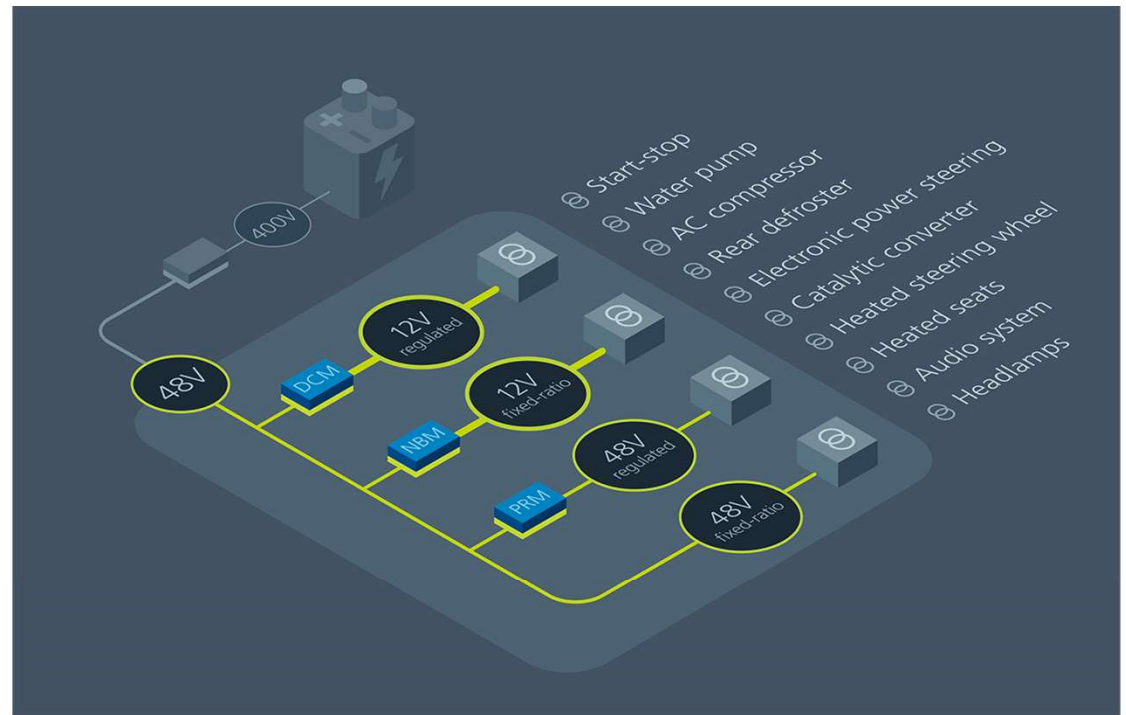 400V
48V
DCM
12V
regulated
NBM
12V
fixed-ratio
PRM
48V
regulated
48V
fixed-ratio
Start-stop
Water pump
AC compressor
Rear defroster
Electronic power steering
Catalytic converter
Heated steering wheel
Heated seats
Audio system
Headlamps